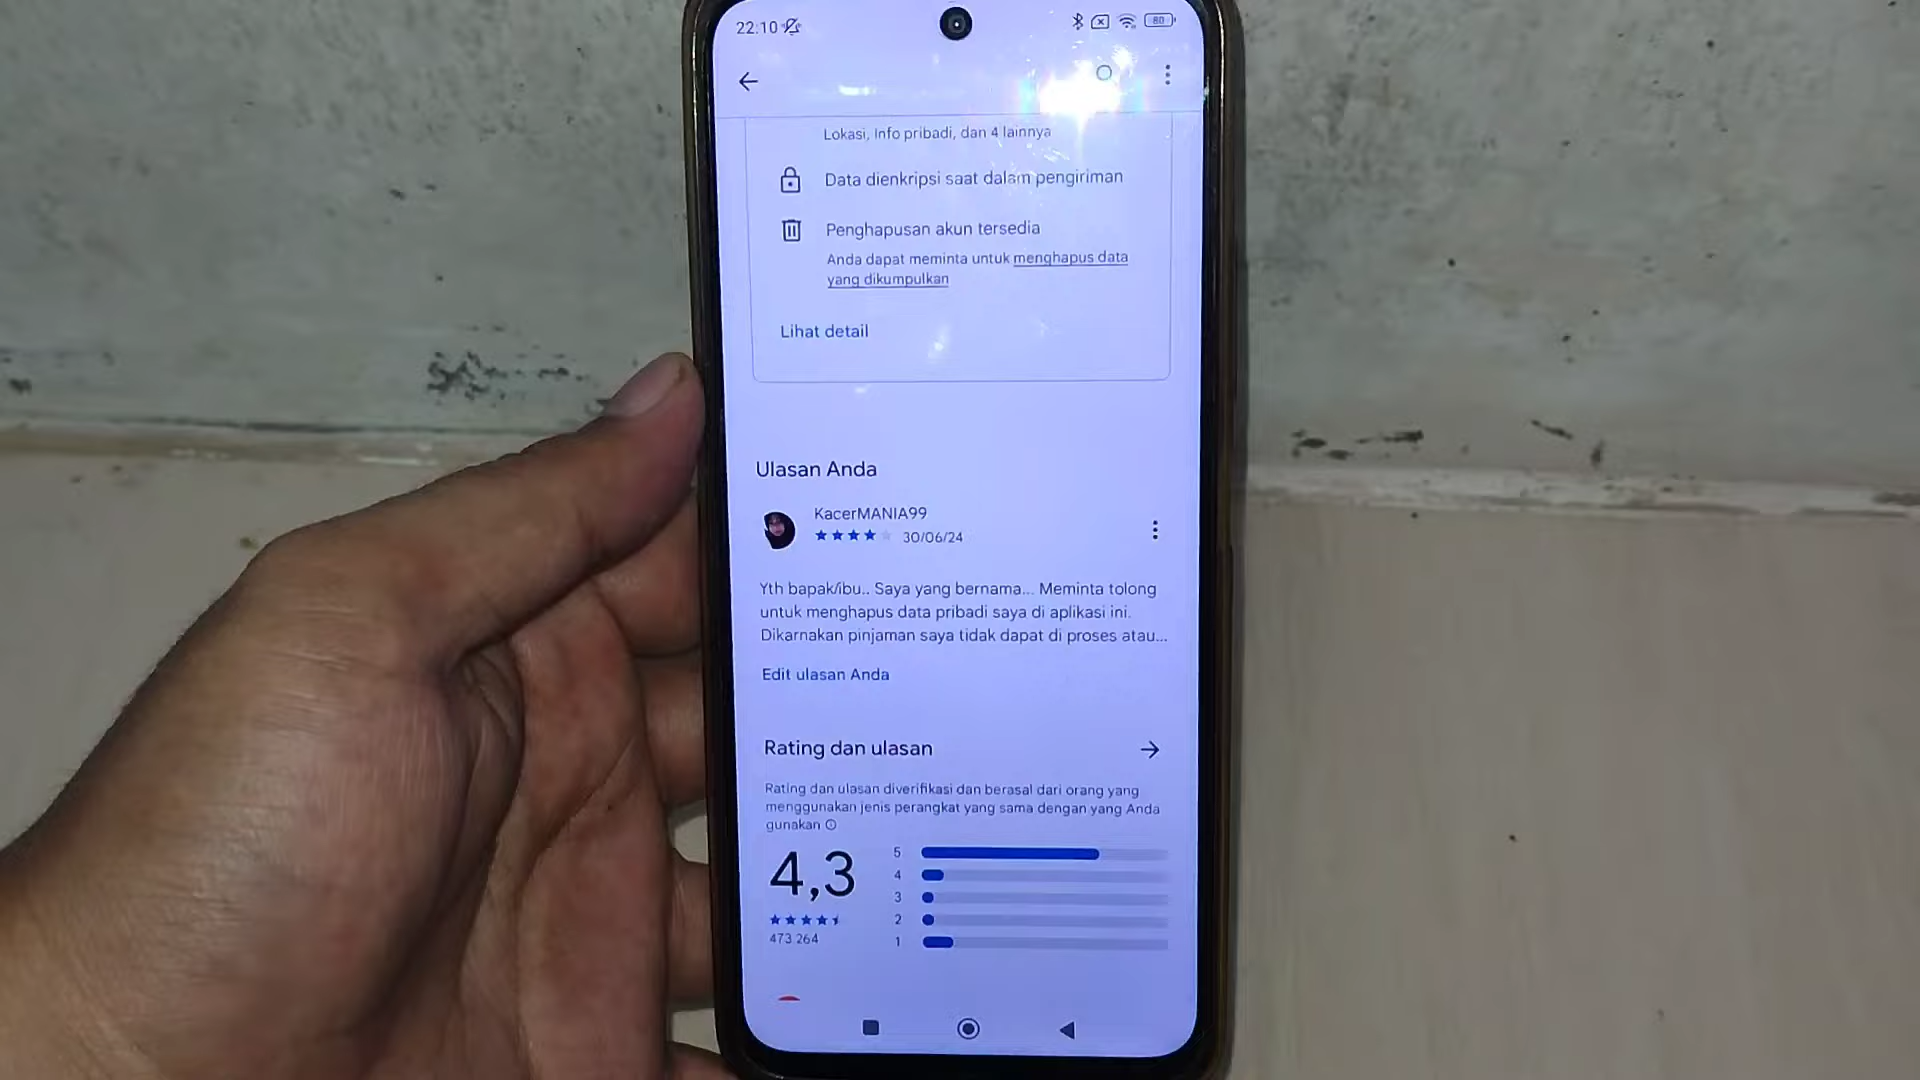 22:10
80
Lokasi, Info pribadi, dan 4 lainnya
Data dienkripsi saat dalam pengiriman
Penghapusan akun tersedia
Anda dapat meminta untuk menghapus data
yang dikumpulkan
Lihat detail
Ulasan Anda
KacerMANIA99
30/06/24
Yth bapak/ibu.. Saya yang bernama... Meminta tolong
untuk menghapus data pribadi saya di aplikasi ini.
Dikarnakan pinjaman saya tidak dapat di proses atau...
Edit ulasan Anda
Rating dan ulasan
Rating dan ulasan diverifikasi dan berasal dari orang yang
menggunakan jenis perangkat yang sama dengan yang Anda
gunakan
4,3
473.264
5
4
3
2
1